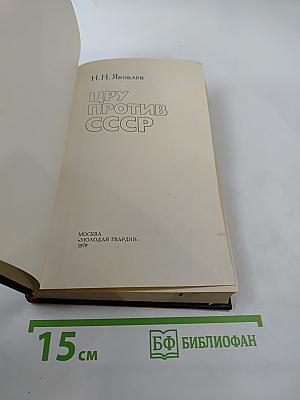 Н. Н. Яковлев
ЦРУ
ПРОТИВ
СССР
МОСКВА
«МОЛОДАЯ ГВАРДИЯ»
1979
15 см
БФ БИБЛИОФАН